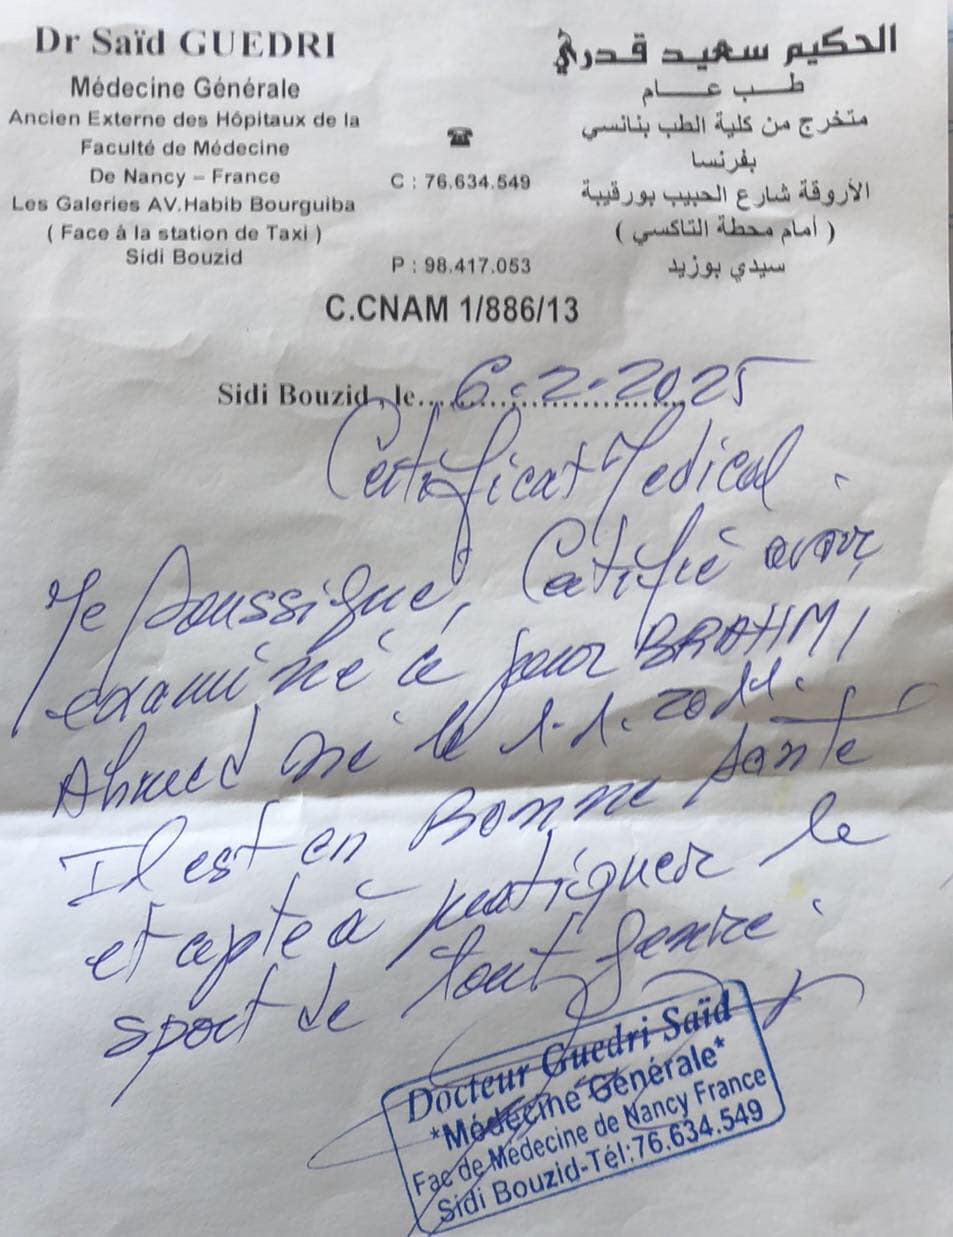 Dr Saïd GUEDRI
Médecine Générale
Ancien Externe des Hôpitaux de la
Faculté de Médecine
De Nancy – France
Les Galeries AV.Habib Bourguiba
( Face à la station de Taxi )
Sidi Bouzid
☎
C : 76.634.549
P : 98.417.053
الحكيم سعيد قدري
طب عام
متخرج من كلية الطب بنانسي
بفرنسا
الأروقة شارع الحبيب بورقيبة
( أمام محطة التاكسي )
سيدي بوزيد
C.CNAM 1/886/13
Sidi Bouzid , le....6.-2-2025
Certificat Medical.
Je soussigné, Certifié avoir
examiné ce jour BRAHMI
Ahmed né le 1-1.2011.
Il est en Bonne Santé
et apte à pratiquer le
sport de tout genre.
Docteur Guedri Saïd
*Médecine Générale*
Fac de Médecine de Nancy France
Sidi Bouzid-Tél:76.634.549